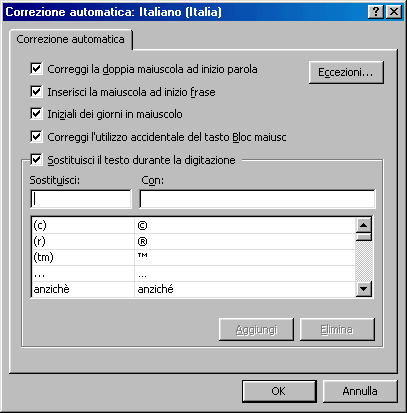 Correzione automatica: Italiano (Italia)
Correzione automatica
Correggi la doppia maiuscola ad inizio parola
Eccezioni...
Inserisci la maiuscola ad inizio frase
Iniziali dei giorni in maiuscolo
Correggi l'utilizzo accidentale del tasto Bloc maiusc
Sostituisci il testo durante la digitazione
Sostituisci: Con:
(c) ©
(r) ®
(tm) ™
... …
anzichè anziché
Aggiungi Elimina
OK Annulla